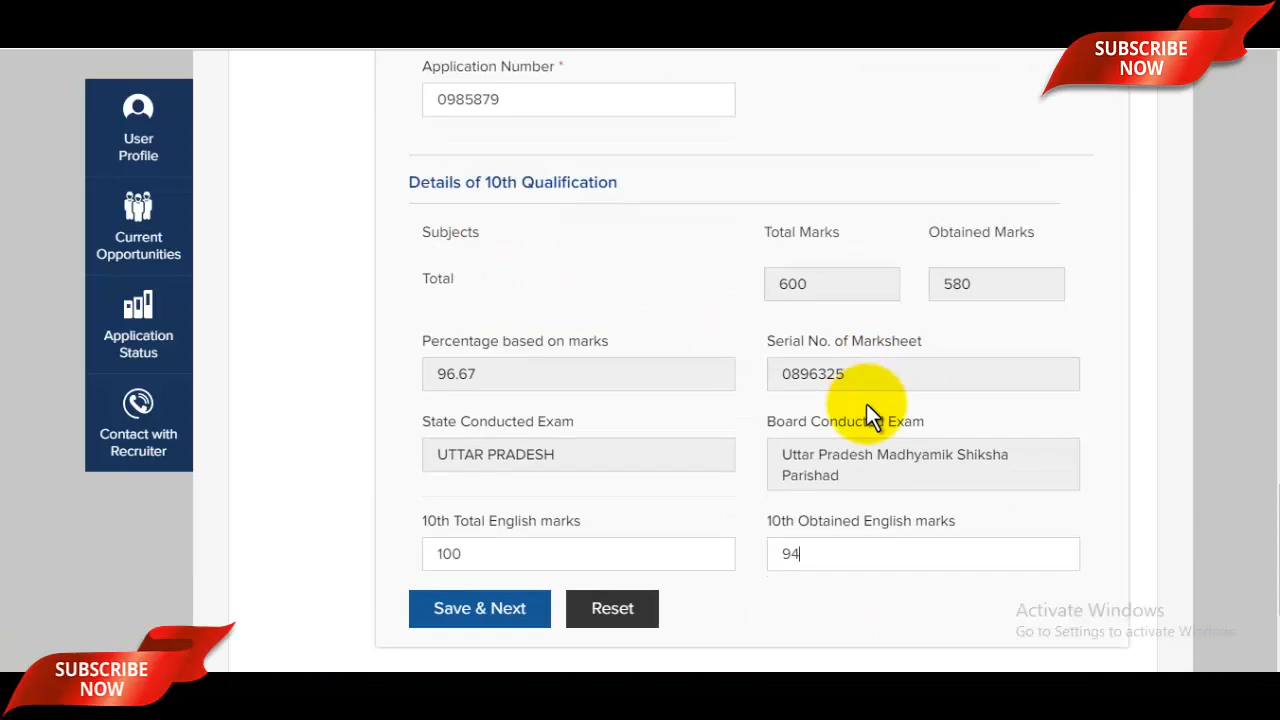 SUBSCRIBE
NOW
Application Number *
0985879
User
Profile
Details of 10th Qualification
Current
Opportunities
Subjects Total Marks Obtained Marks
Total 600 580
Application
Status
Percentage based on marks Serial No. of Marksheet
96.67 0896325
Contact with
Recruiter
State Conducted Exam Board Conducted Exam
UTTAR PRADESH Uttar Pradesh Madhyamik Shiksha
Parishad
10th Total English marks 10th Obtained English marks
100 94
Save & Next Reset
Activate Windows
Go to Settings to activate Windows
SUBSCRIBE
NOW